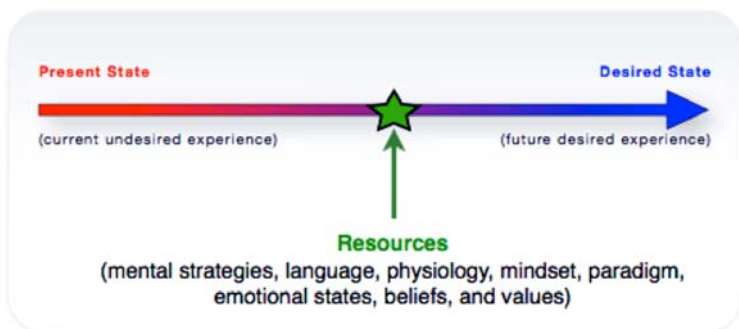 Present State
Desired State
(current undesired experience)
(future desired experience)
Resources
(mental strategies, language, physiology, mindset, paradigm,
emotional states, beliefs, and values)